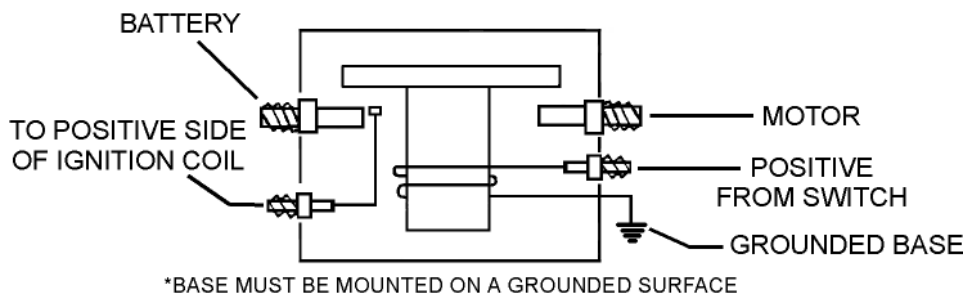 BATTERY
TO POSITIVE SIDE
OF IGNITION COIL
MOTOR
POSITIVE
FROM SWITCH
GROUNDED BASE
*BASE MUST BE MOUNTED ON A GROUNDED SURFACE